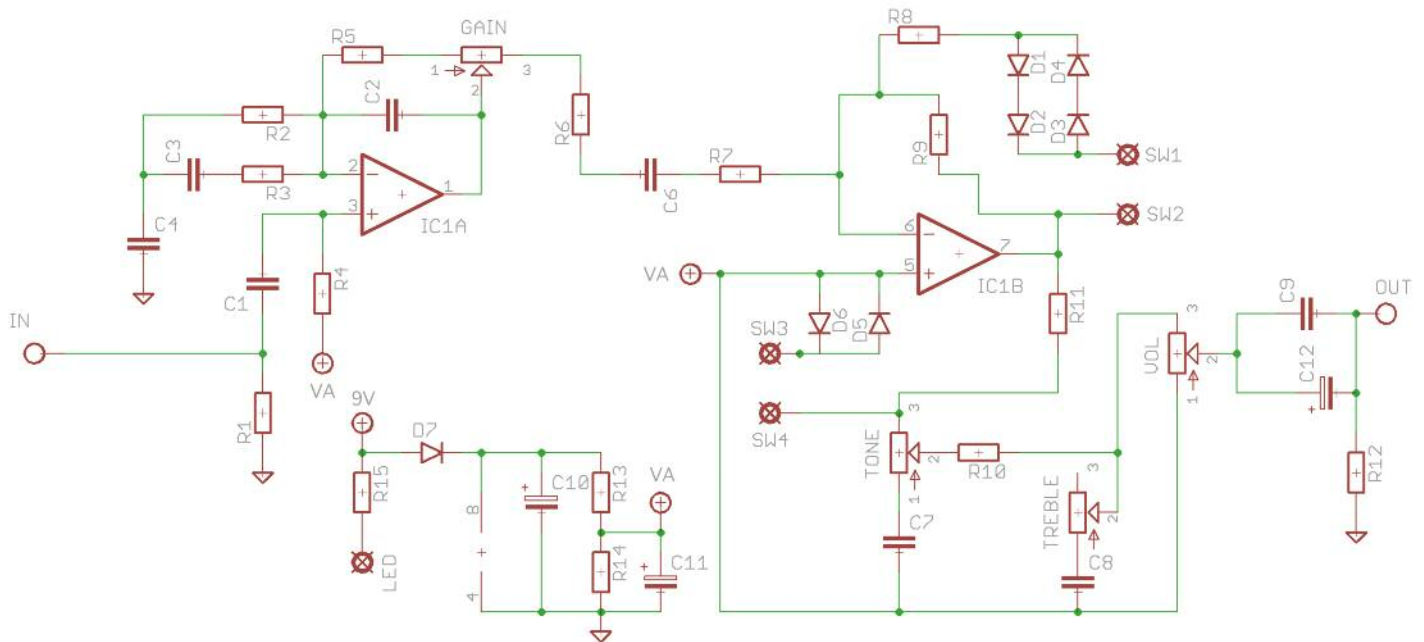 R8
GAIN
R5
1
3
2
D1
D4
C2
R2
R6
D2
D3
C3
R9
SW1
R7
2
R3
1
C6
3
IC1A
C4
SW2
6
7
VA
5
R4
IC1B
C1
R11
C9
OUT
IN
SW3
D6
D5
3
VOL
2
C12
VA
1
9V
SW4
3
R1
D7
TONE
2
R10
R12
VA
R15
C10
R13
3
1
TREBLE
8
2
C7
R14
C11
C8
1
LED
4